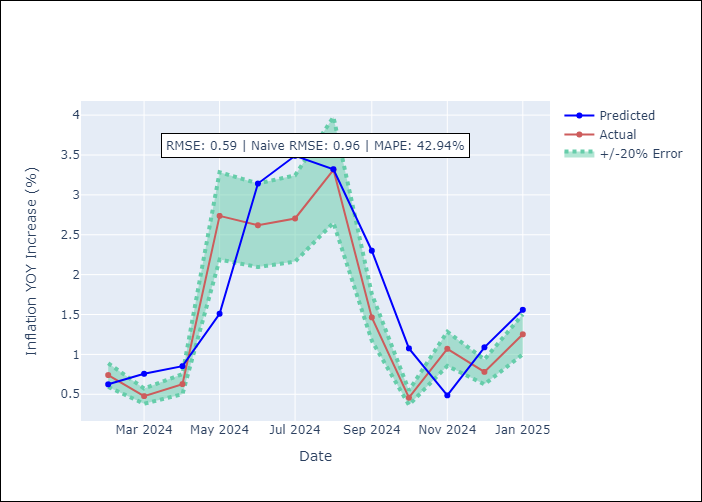 RMSE: 0.59 | Naive RMSE: 0.96 | MAPE: 42.94%
Predicted
Actual
+/-20% Error
Inflation YOY Increase (%)
4
3.5
3
2.5
2
1.5
1
0.5
Mar 2024
May 2024
Jul 2024
Sep 2024
Nov 2024
Jan 2025
Date